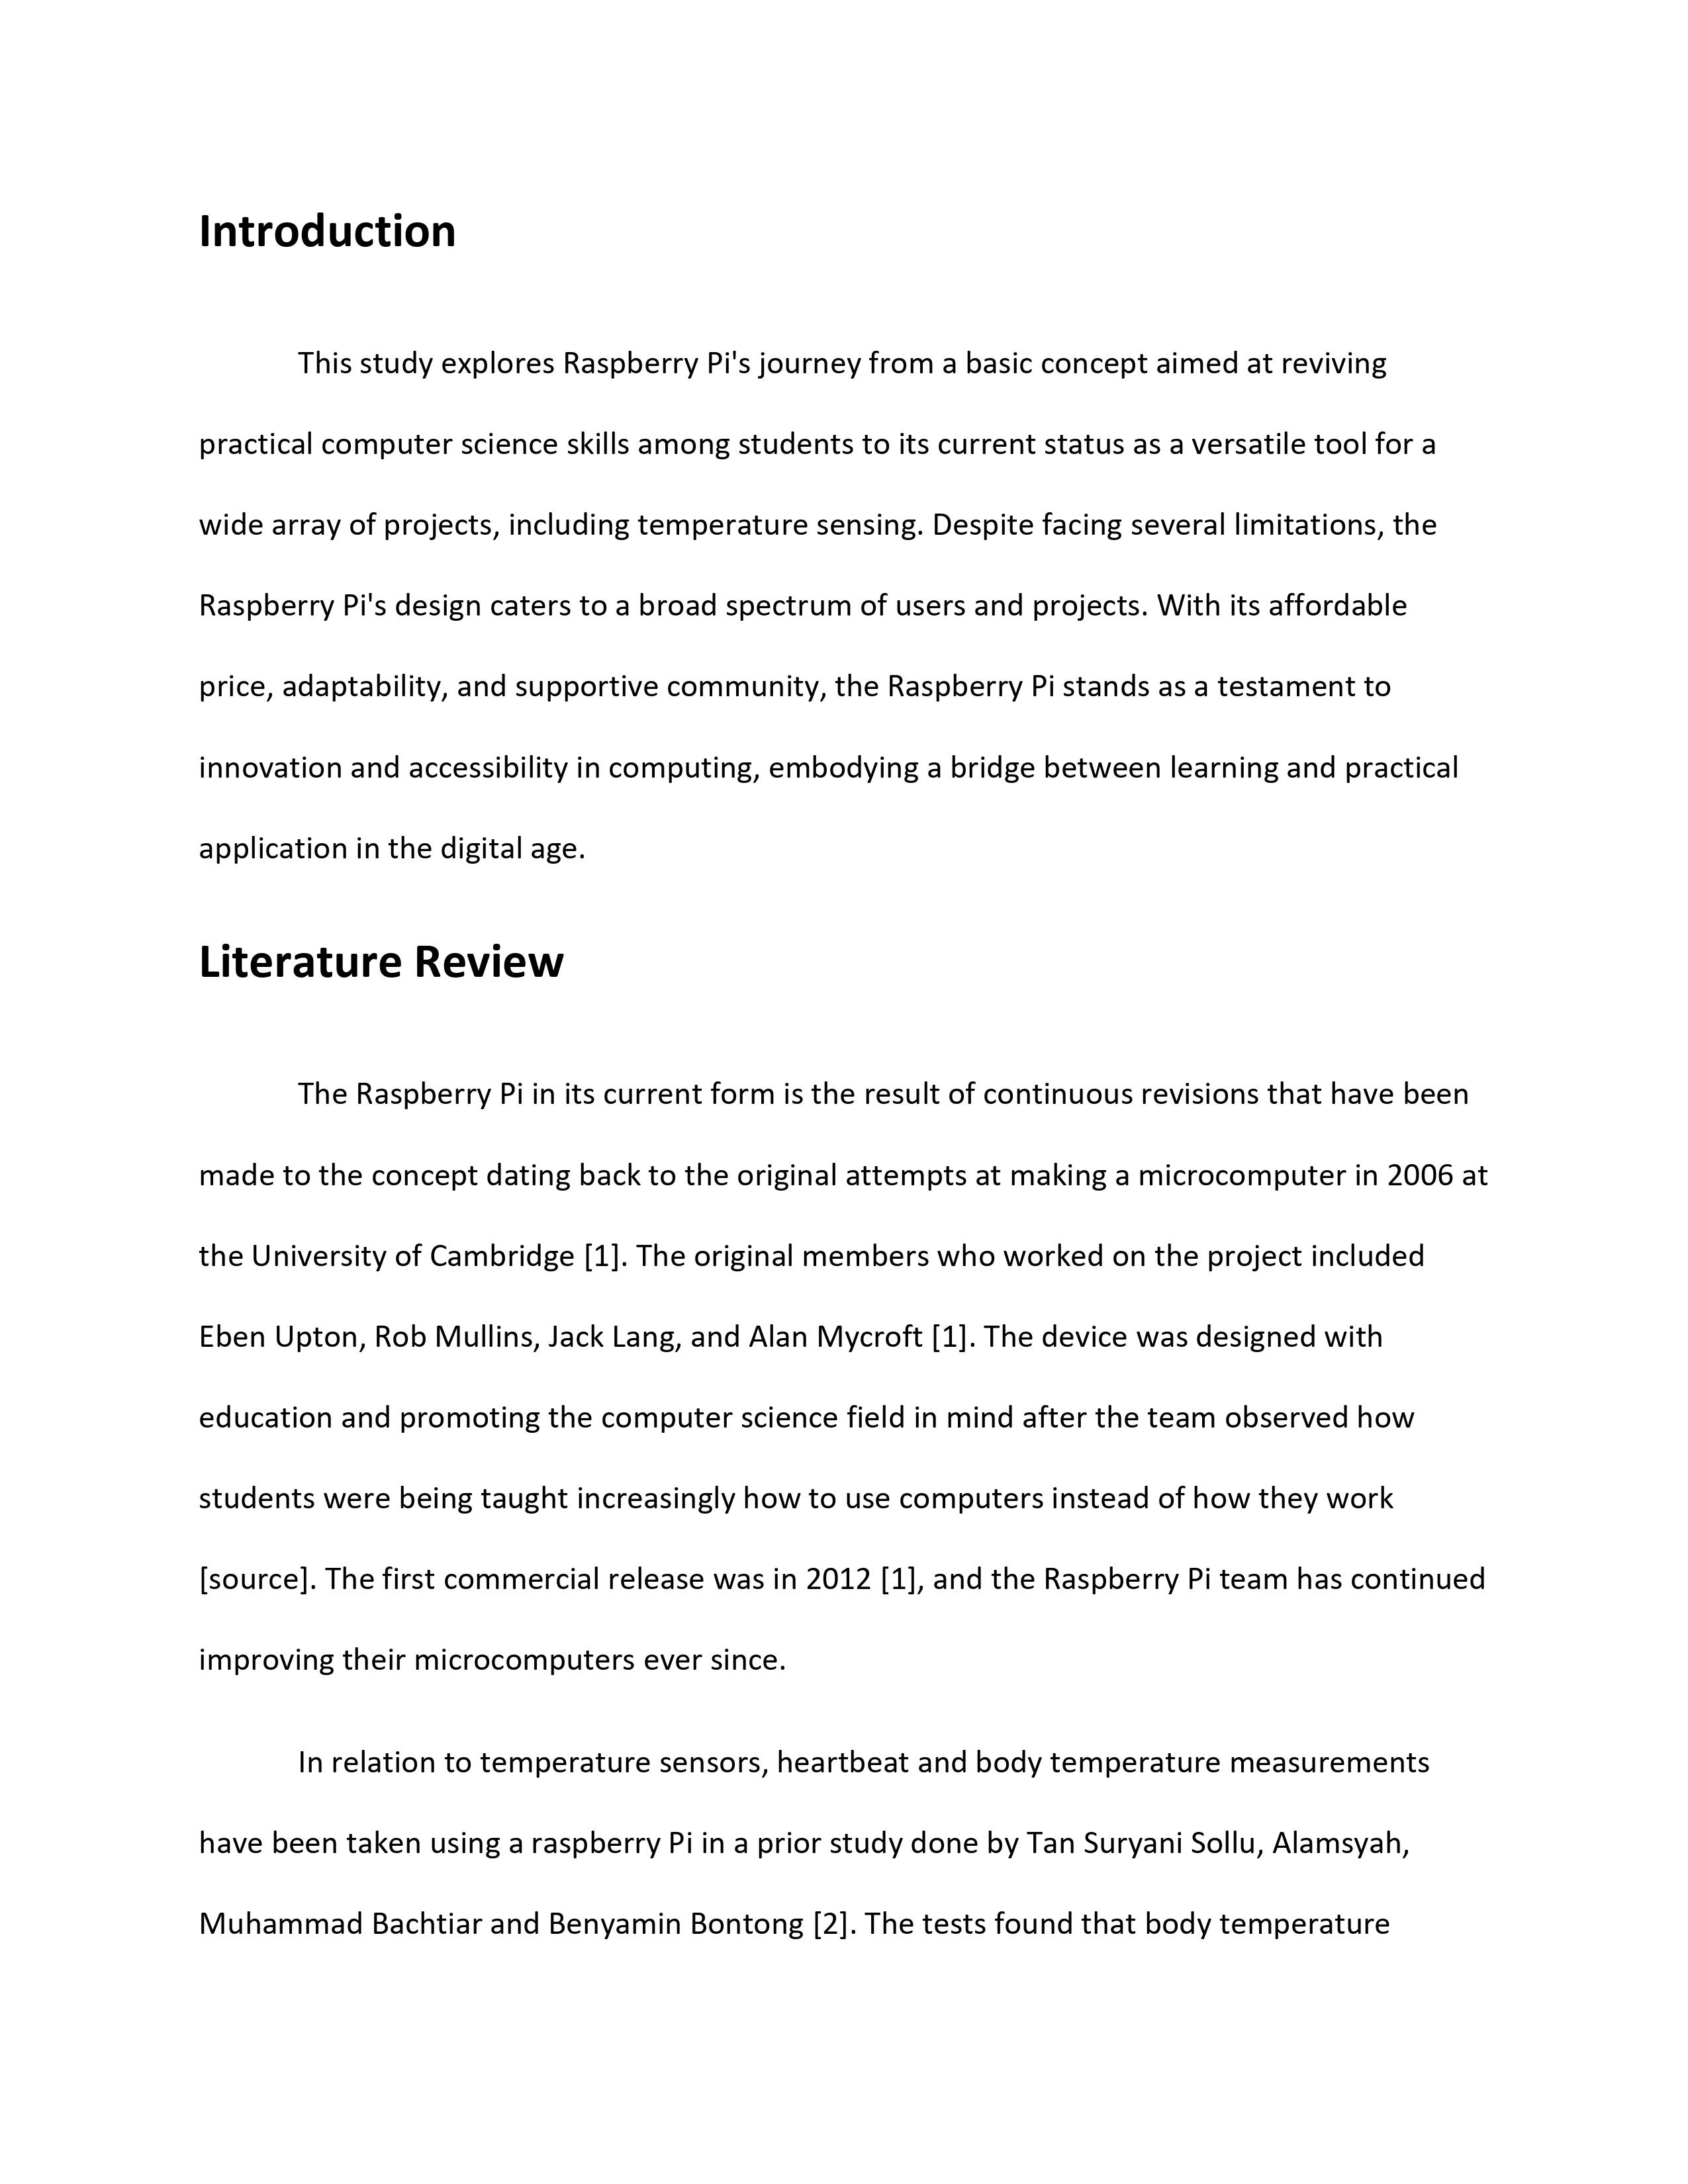 Introduction
This study explores Raspberry Pi's journey from a basic concept aimed at reviving
practical computer science skills among students to its current status as a versatile tool for a
wide array of projects, including temperature sensing. Despite facing several limitations, the
Raspberry Pi's design caters to a broad spectrum of users and projects. With its affordable
price, adaptability, and supportive community, the Raspberry Pi stands as a testament to
innovation and accessibility in computing, embodying a bridge between learning and practical
application in the digital age.
Literature Review
The Raspberry Pi in its current form is the result of continuous revisions that have been
made to the concept dating back to the original attempts at making a microcomputer in 2006 at
the University of Cambridge [1]. The original members who worked on the project included
Eben Upton, Rob Mullins, Jack Lang, and Alan Mycroft [1]. The device was designed with
education and promoting the computer science field in mind after the team observed how
students were being taught increasingly how to use computers instead of how they work
[source]. The first commercial release was in 2012 [1], and the Raspberry Pi team has continued
improving their microcomputers ever since.
In relation to temperature sensors, heartbeat and body temperature measurements
have been taken using a raspberry Pi in a prior study done by Tan Suryani Sollu, Alamsyah,
Muhammad Bachtiar and Benyamin Bontong [2]. The tests found that body temperature